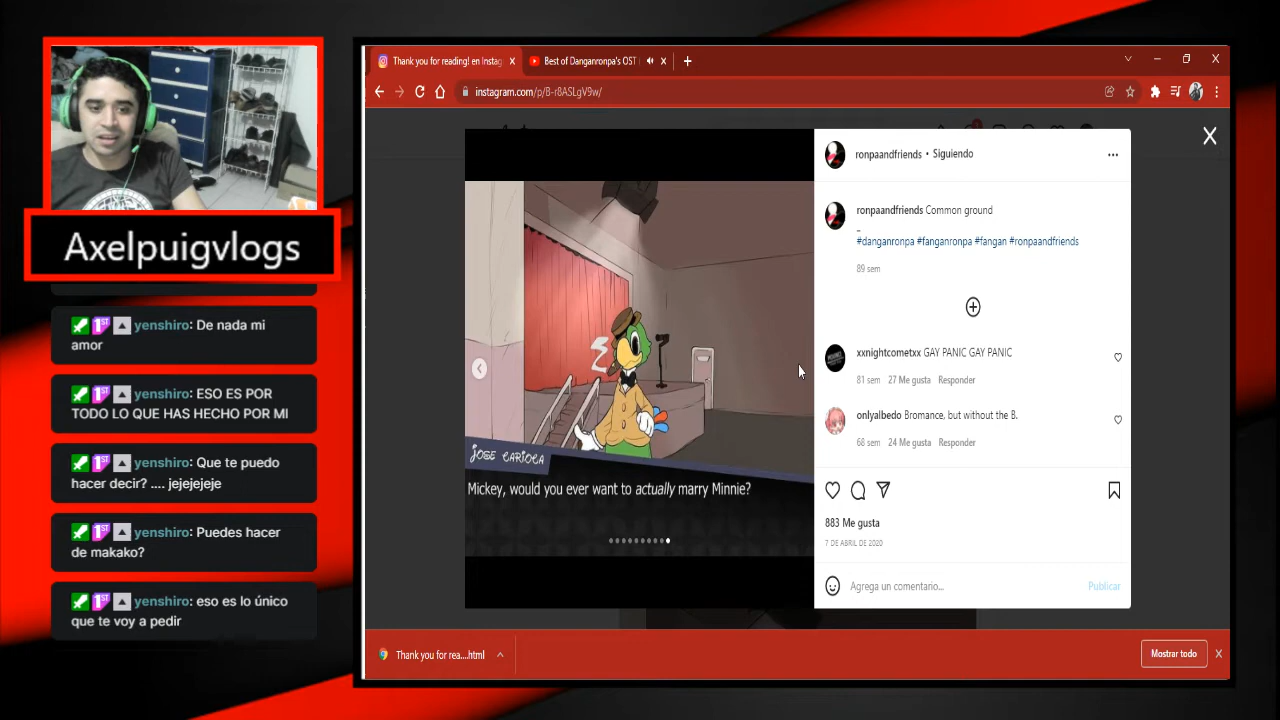 Axelpuigvlogs
yenshiro: De nada mi
amor
yenshiro: ESO ES POR
TODO LO QUE HAS HECHO POR MI
yenshiro: Que te puedo
hacer decir? .... jejejejeje
yenshiro: Puedes hacer
de makako?
yenshiro: eso es lo único
que te voy a pedir
Thank you for reading! en Instag
Best of Danganronpa's OST
instagram.com/p/B-r8ASLgV9w/
JOSE CARIOCA
Mickey, would you ever want to actually marry Minnie?
ronpaandfriends • Siguiendo
ronpaandfriends Common ground
_
#danganronpa #fanganronpa #fangan #ronpaandfriends
89 sem
xxnightcometxx GAY PANIC GAY PANIC
81 sem 27 Me gusta Responder
onlyalbedo Bromance, but without the B.
68 sem 24 Me gusta Responder
883 Me gusta
7 DE ABRIL DE 2020
Agrega un comentario... Publicar
Thank you for rea....html
Mostrar todo